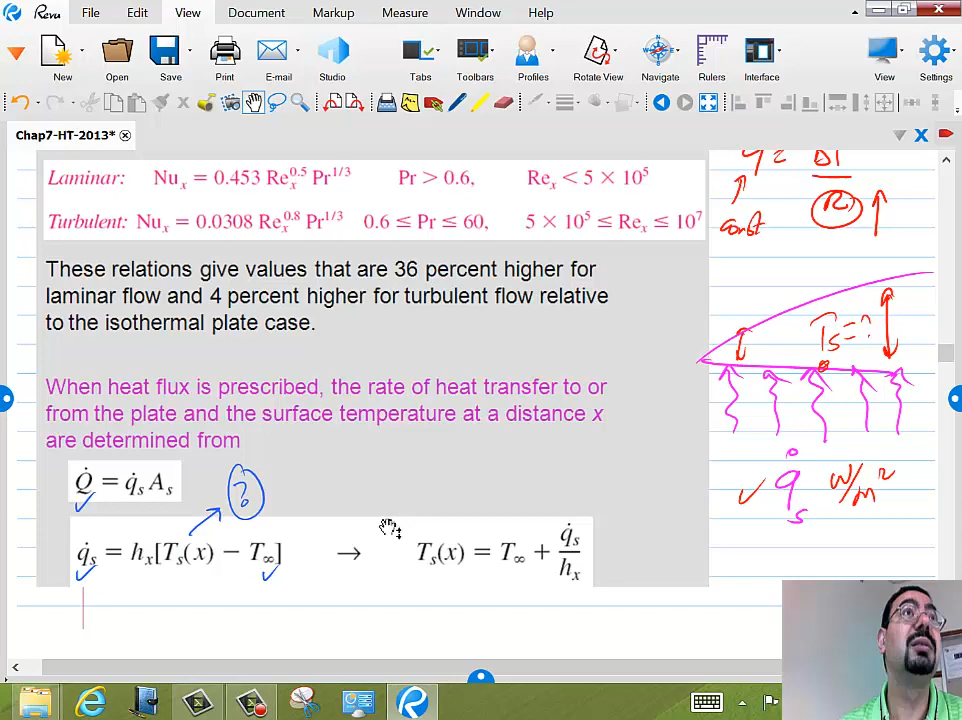 Revu File Edit View Document Markup Measure Window Help
New Open Save Print E-mail Studio Tabs Toolbars Profiles Rotate View Navigate Rulers Interface View Settings
Chap7-HT-2013*
Laminar: Nuₓ = 0.453 Reₓ^0.5 Pr^1/3 Pr > 0.6, Reₓ < 5 × 10⁵
Turbulent: Nuₓ = 0.0308 Reₓ^0.8 Pr^1/3 0.6 ≤ Pr ≤ 60, 5 × 10⁵ ≤ Reₓ ≤ 10⁷
These relations give values that are 36 percent higher for
laminar flow and 4 percent higher for turbulent flow relative
to the isothermal plate case.
When heat flux is prescribed, the rate of heat transfer to or
from the plate and the surface temperature at a distance x
are determined from
Q̇ = q̇ₛ Aₛ
?
q̇ₛ = hₓ[Tₛ(x) − T∞] → Tₛ(x) = T∞ + q̇ₛ/hₓ
const
Ts=?
q̇s W/m²